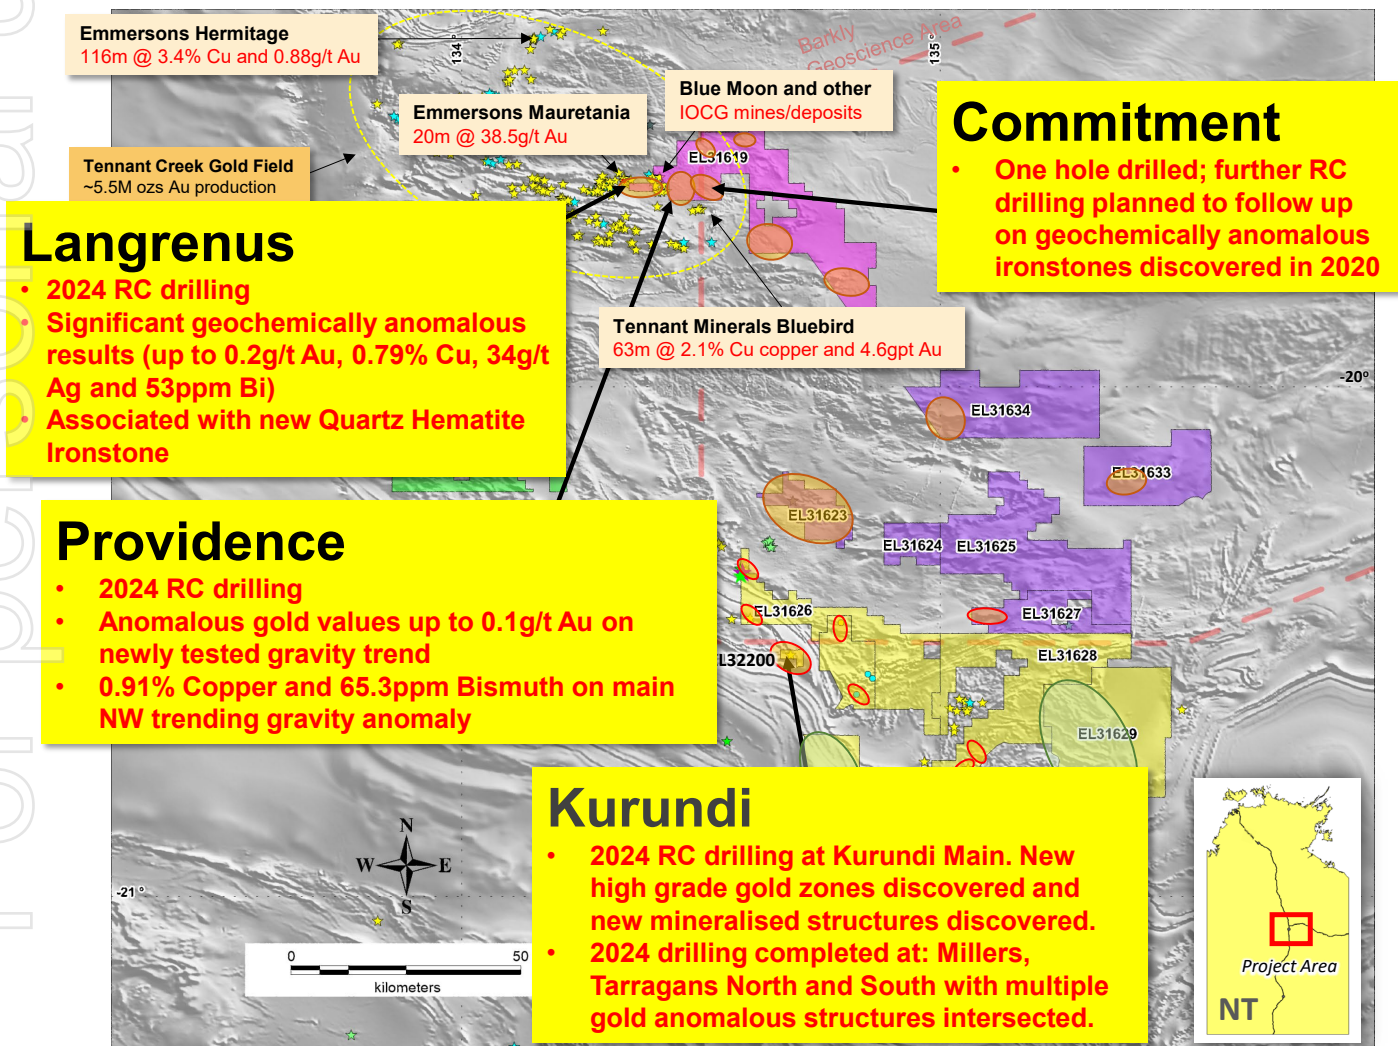 Emmersons Hermitage
116m @ 3.4% Cu and 0.88g/t Au
134 °
Barkly
Geoscience Area
135 °
Emmersons Mauretania
20m @ 38.5g/t Au
Blue Moon and other
IOCG mines/deposits
EL31619
Tennant Creek Gold Field
~5.5M ozs Au production
Commitment
• One hole drilled; further RC
drilling planned to follow up
on geochemically anomalous
ironstones discovered in 2020
Langrenus
• 2024 RC drilling
• Significant geochemically anomalous
results (up to 0.2g/t Au, 0.79% Cu, 34g/t
Ag and 53ppm Bi)
• Associated with new Quartz Hematite
Ironstone
Tennant Minerals Bluebird
63m @ 2.1% Cu copper and 4.6gpt Au
-20°
EL31634
EL31633
EL31623
EL31624
EL31625
EL31626
EL31627
EL31628
EL32200
EL31629
Providence
• 2024 RC drilling
• Anomalous gold values up to 0.1g/t Au on
newly tested gravity trend
• 0.91% Copper and 65.3ppm Bismuth on main
NW trending gravity anomaly
Kurundi
• 2024 RC drilling at Kurundi Main. New
high grade gold zones discovered and
new mineralised structures discovered.
• 2024 drilling completed at: Millers,
Tarragans North and South with multiple
gold anomalous structures intersected.
N
W E
S
-21 °
0 50
kilometers
Project Area
NT